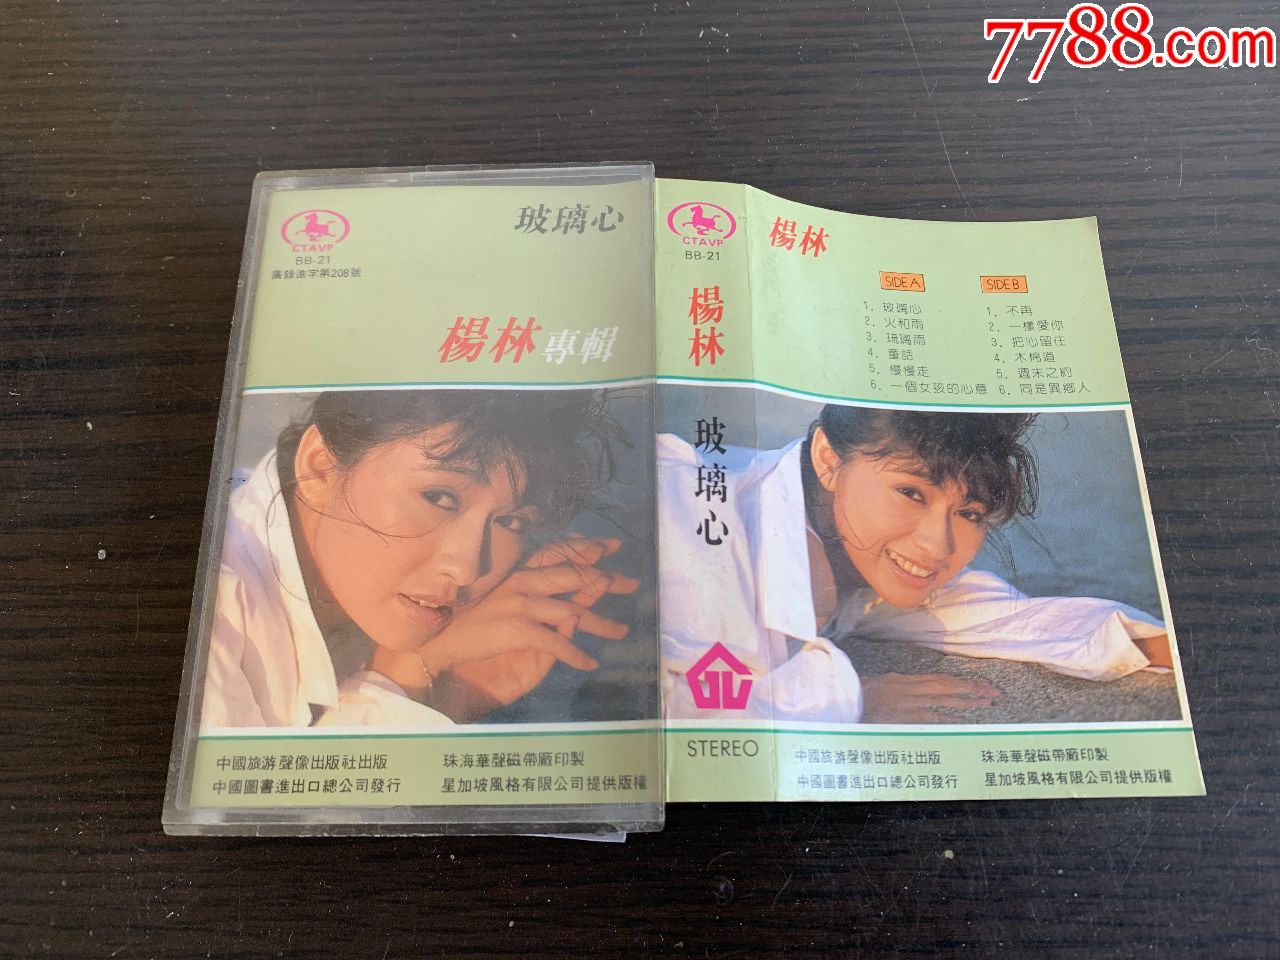 7788.com
CTAVP
BB-21
廣錄進字第208號
玻璃心
楊林專輯
中國旅游聲像出版社出版
珠海華聲磁帶廠印製
中國圖書進出口總公司發行
星加坡風格有限公司提供版權
CTAVP
BB-21
楊林
玻璃心
STEREO
楊林
SIDE A
1. 玻璃心
2. 火和雨
3. 琉璃雨
4. 童話
5. 慢慢走
6. 一個女孩的心意
SIDE B
1. 不再
2. 一樣愛你
3. 把心留住
4. 木棉道
5. 週末之約
6. 同是異鄉人
中國旅游聲像出版社出版
珠海華聲磁帶廠印製
中國圖書進出口總公司發行
星加坡風格有限公司提供版權